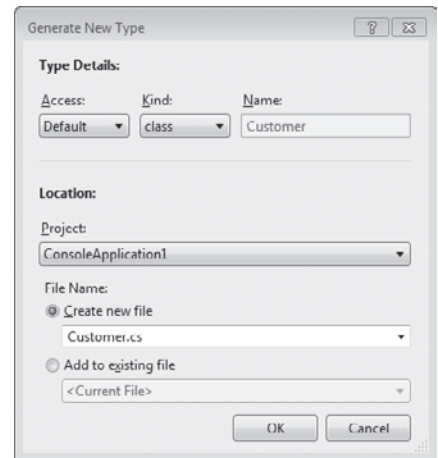 Generate New Type
Type Details:
Access: Kind: Name:
Default class Customer
Location:
Project:
ConsoleApplication1
File Name:
Create new file
Customer.cs
Add to existing file
<Current File>
OK Cancel